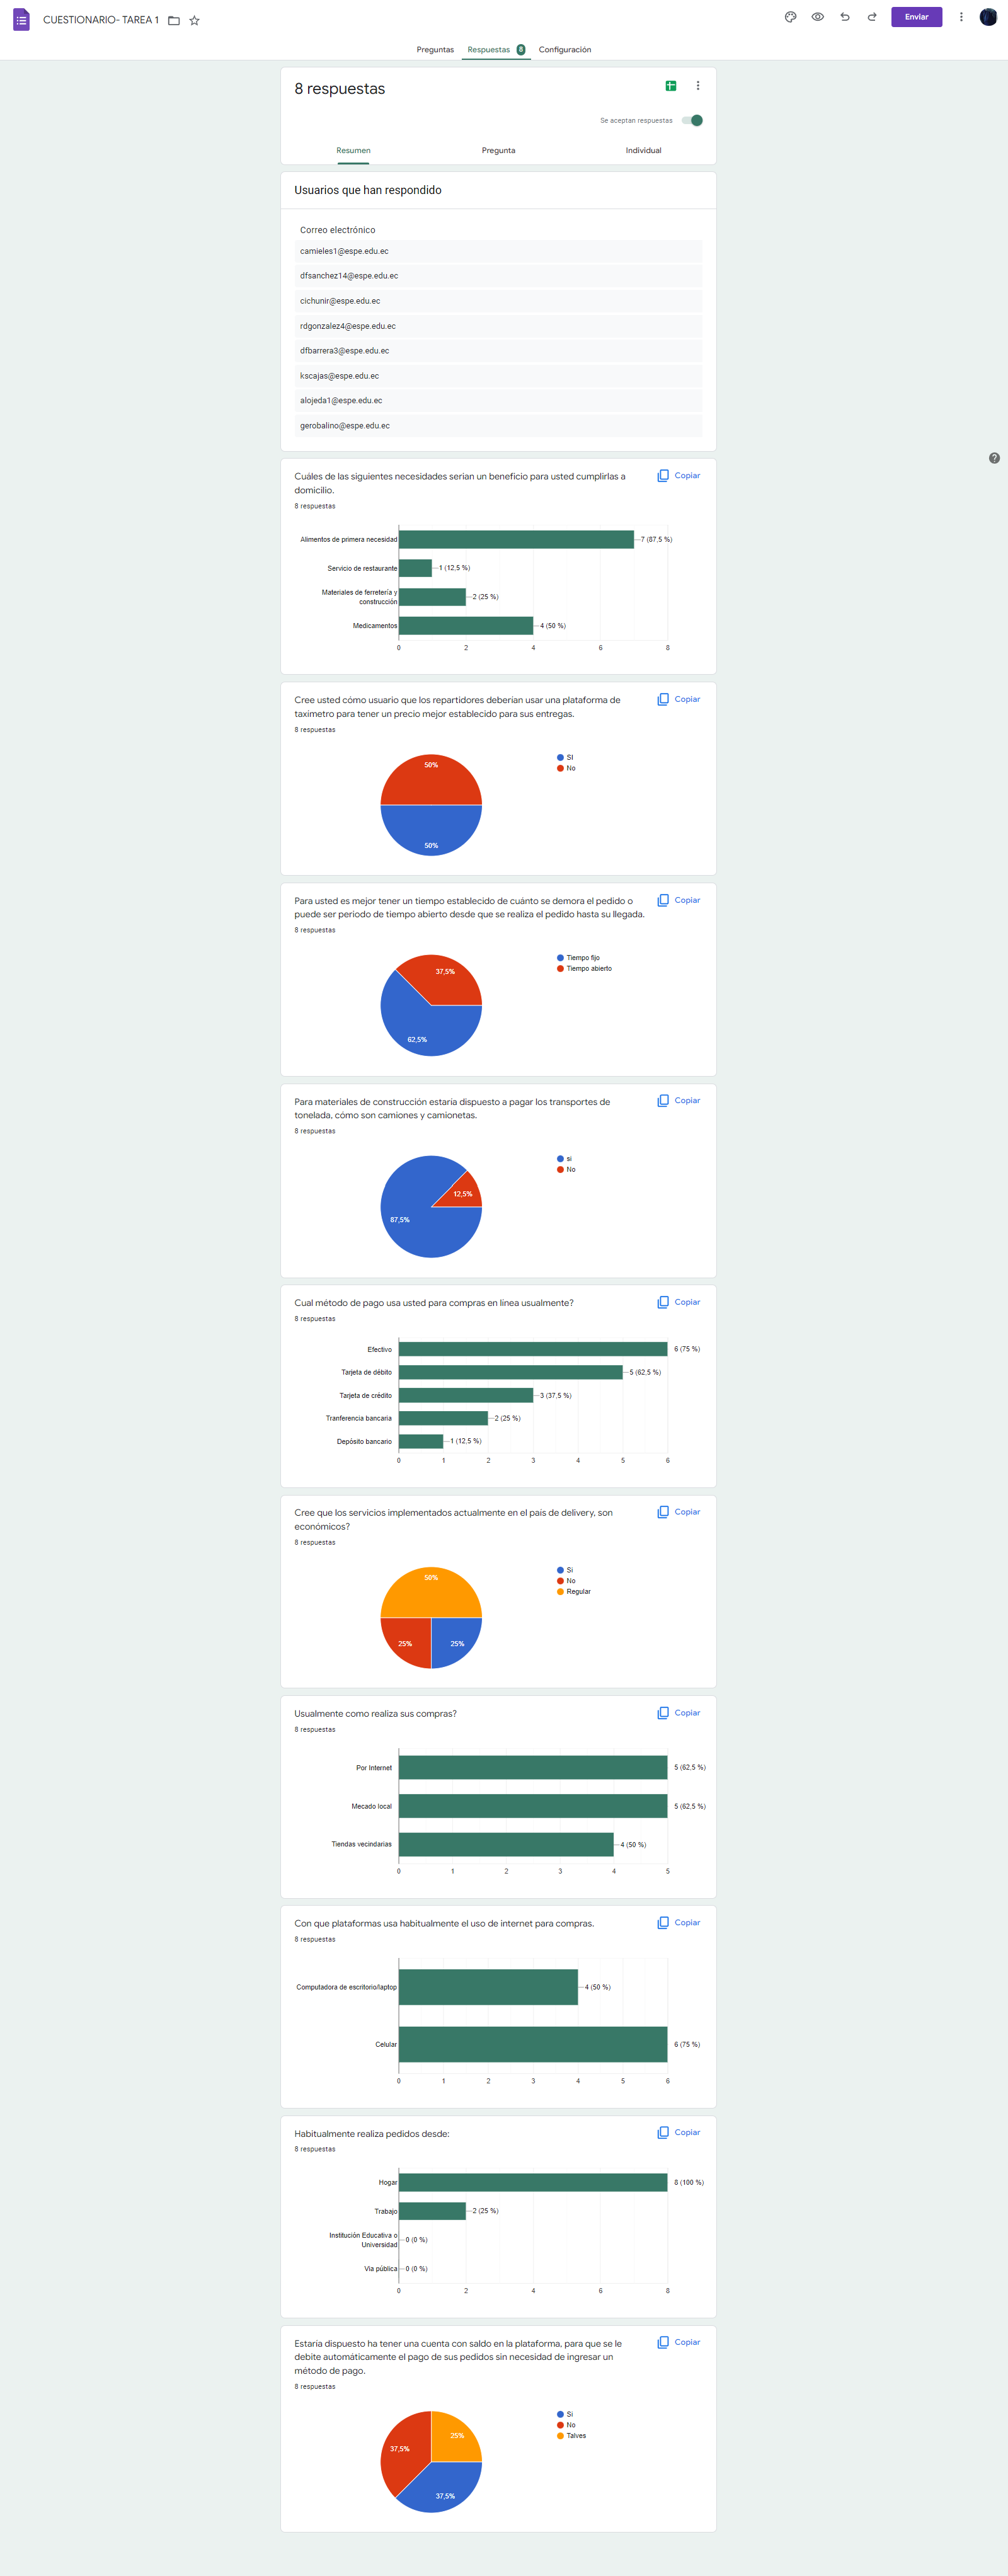 CUESTIONARIO- TAREA 1
Enviar
Preguntas
Respuestas 8
Configuración
8 respuestas
Se aceptan respuestas
Resumen
Pregunta
Individual
Usuarios que han respondido
Correo electrónico
camieles1@espe.edu.ec
dfsanchez14@espe.edu.ec
cichunir@espe.edu.ec
rdgonzalez4@espe.edu.ec
dfbarrera3@espe.edu.ec
kscajas@espe.edu.ec
alojeda1@espe.edu.ec
gerobalino@espe.edu.ec
Cuáles de las siguientes necesidades serian un beneficio para usted cumplirlas a
domicilio.
Copiar
8 respuestas
Alimentos de primera necesidad
7 (87,5 %)
Servicio de restaurante
1 (12,5 %)
Materiales de ferretería y
construcción
2 (25 %)
Medicamentos
4 (50 %)
0 2 4 6 8
Cree usted cómo usuario que los repartidores deberían usar una plataforma de
taxímetro para tener un precio mejor establecido para sus entregas.
Copiar
8 respuestas
SI
No
50%
50%
Para usted es mejor tener un tiempo establecido de cuánto se demora el pedido o
puede ser periodo de tiempo abierto desde que se realiza el pedido hasta su llegada.
Copiar
8 respuestas
Tiempo fijo
Tiempo abierto
37,5%
62,5%
Para materiales de construcción estaría dispuesto a pagar los transportes de
tonelada, cómo son camiones y camionetas.
Copiar
8 respuestas
si
No
12,5%
87,5%
Cual método de pago usa usted para compras en línea usualmente?
Copiar
8 respuestas
Efectivo
6 (75 %)
Tarjeta de débito
5 (62,5 %)
Tarjeta de crédito
3 (37,5 %)
Tranferencia bancaria
2 (25 %)
Depósito bancario
1 (12,5 %)
0 1 2 3 4 5 6
Cree que los servicios implementados actualmente en el país de delivery, son
económicos?
Copiar
8 respuestas
Si
No
Regular
50%
25%
25%
Usualmente como realiza sus compras?
Copiar
8 respuestas
Por Internet
5 (62,5 %)
Mecado local
5 (62,5 %)
Tiendas vecindarias
4 (50 %)
0 1 2 3 4 5
Con que plataformas usa habitualmente el uso de internet para compras.
Copiar
8 respuestas
Computadora de escritorio/laptop
4 (50 %)
Celular
6 (75 %)
0 1 2 3 4 5 6
Habitualmente realiza pedidos desde:
Copiar
8 respuestas
Hogar
8 (100 %)
Trabajo
2 (25 %)
Institución Educativa o
Universidad
0 (0 %)
Via pública
0 (0 %)
0 2 4 6 8
Estaría dispuesto ha tener una cuenta con saldo en la plataforma, para que se le
debite automáticamente el pago de sus pedidos sin necesidad de ingresar un
método de pago.
Copiar
8 respuestas
Si
No
Talves
25%
37,5%
37,5%